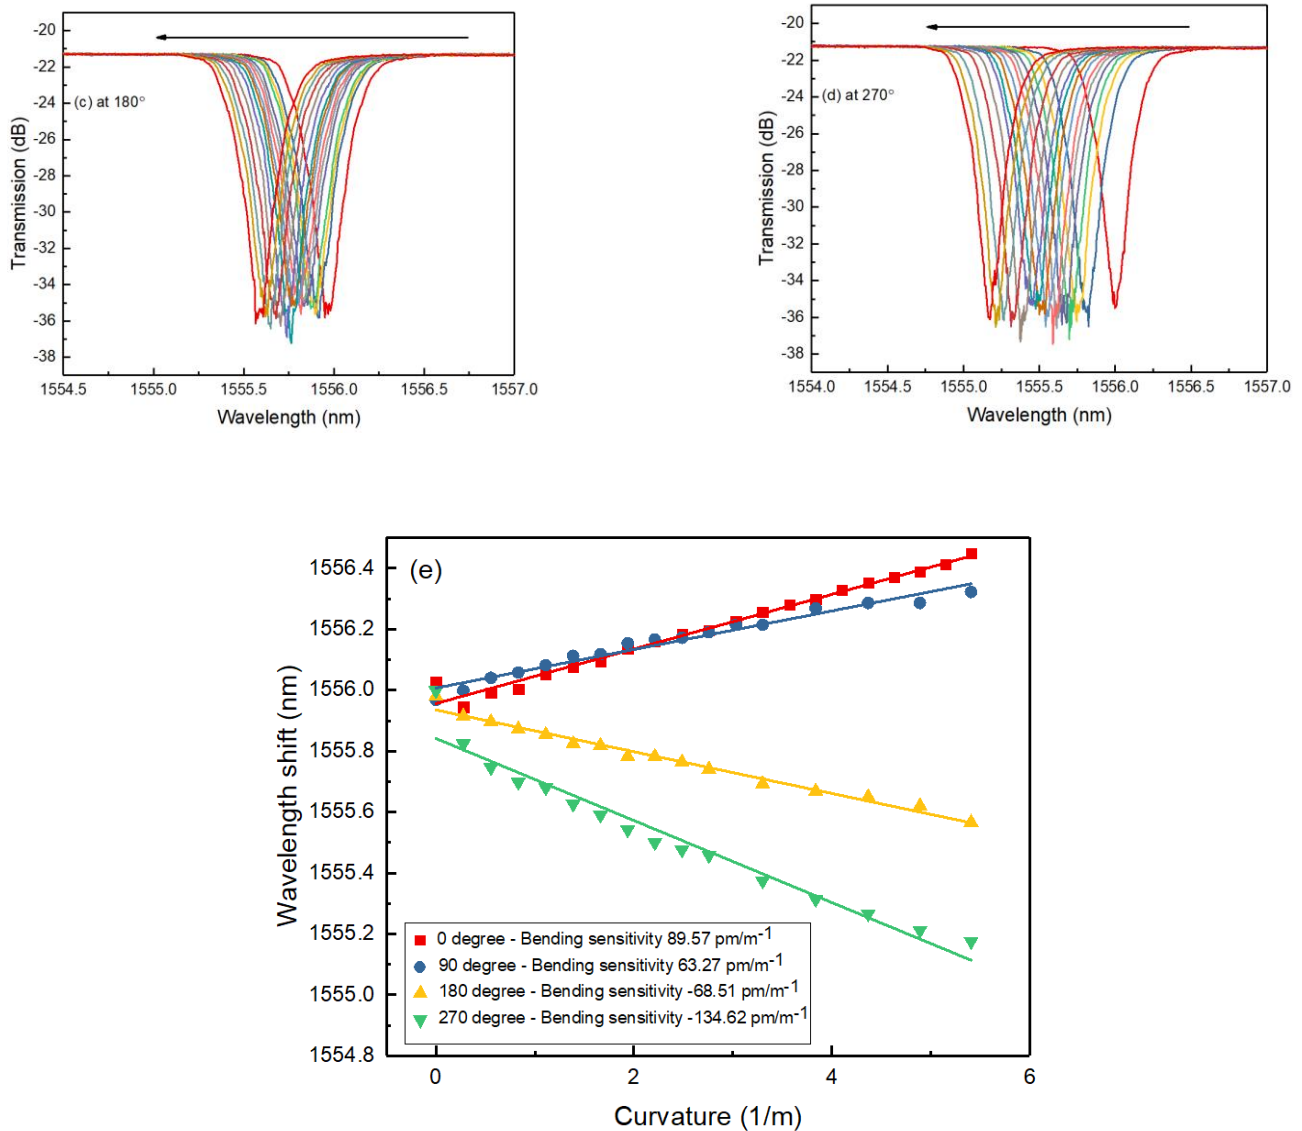 -20
-22
-24
-26
-28
-30
-32
-34
-36
-38
Transmission (dB)
(c) at 180°
1554.5 1555.0 1555.5 1556.0 1556.5 1557.0
Wavelength (nm)
-20
-22
-24
-26
-28
-30
-32
-34
-36
-38
Transmission (dB)
(d) at 270°
1554.0 1554.5 1555.0 1555.5 1556.0 1556.5 1557.0
Wavelength (nm)
(e)
1556.4
1556.2
1556.0
1555.8
1555.6
1555.4
1555.2
1555.0
1554.8
Wavelength shift (nm)
0 degree - Bending sensitivity 89.57 pm/m⁻¹
90 degree - Bending sensitivity 63.27 pm/m⁻¹
180 degree - Bending sensitivity -68.51 pm/m⁻¹
270 degree - Bending sensitivity -134.62 pm/m⁻¹
0 2 4 6
Curvature (1/m)